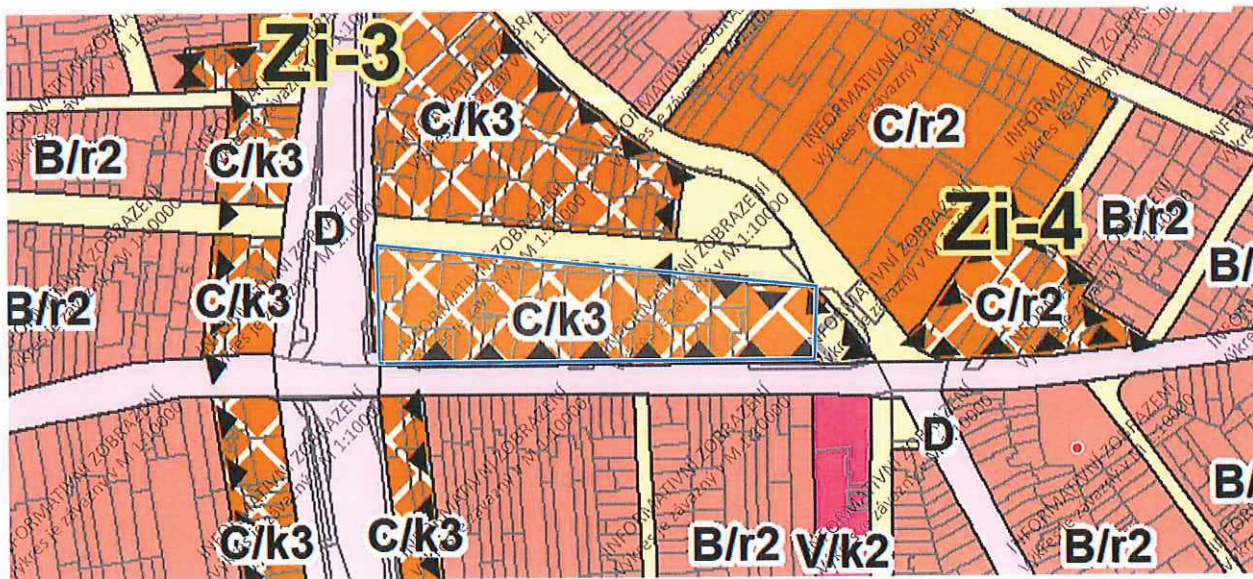 Zi-3
C/k3
C/r2
B/r2
C/k3
Zi-4
B/r2
D
B/
B/r2
C/k3
C/k3
C/r2
D
B/
C/k3
C/k3
B/r2
V/k2
B/r2
INFORMATIVNÍ ZOBRAZENÍ
Výkres je závazný v M 1:10000